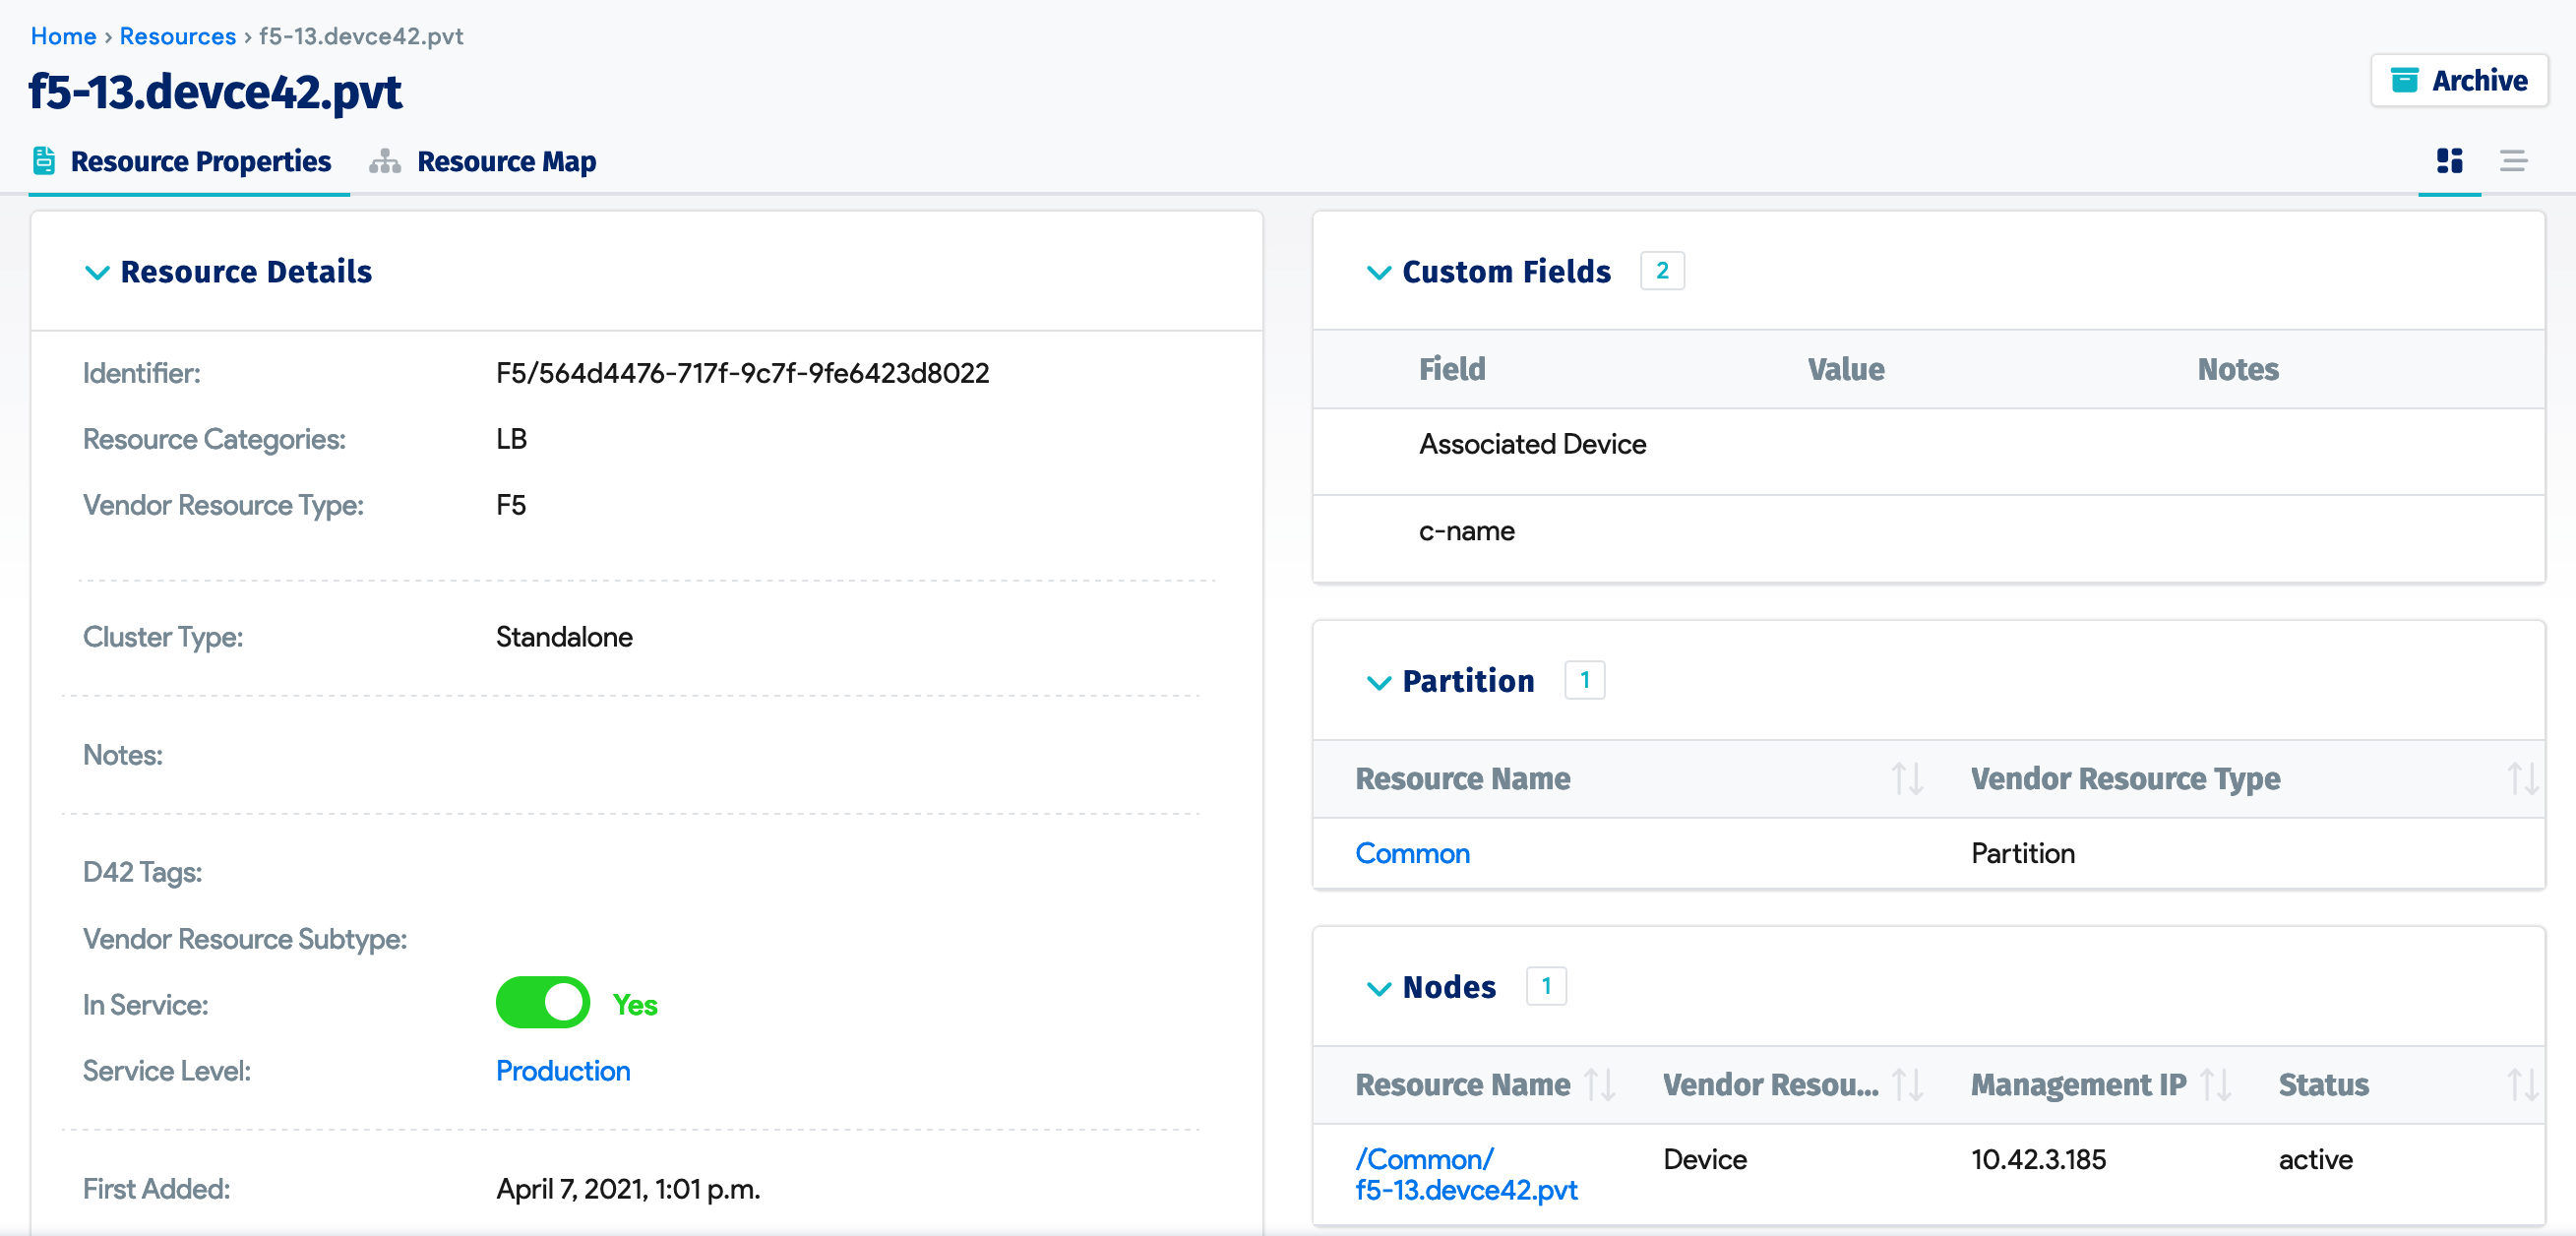 Home › Resources › f5-13.devce42.pvt
f5-13.devce42.pvt
Archive
Resource Properties
Resource Map
Resource Details
Identifier: F5/564d4476-717f-9c7f-9fe6423d8022
Resource Categories: LB
Vendor Resource Type: F5
Cluster Type: Standalone
Notes:
D42 Tags:
Vendor Resource Subtype:
In Service: Yes
Service Level: Production
First Added: April 7, 2021, 1:01 p.m.
Custom Fields 2
Field Value Notes
Associated Device
c-name
Partition 1
Resource Name Vendor Resource Type
Common Partition
Nodes 1
Resource Name Vendor Resou... Management IP Status
/Common/ Device 10.42.3.185 active
f5-13.devce42.pvt